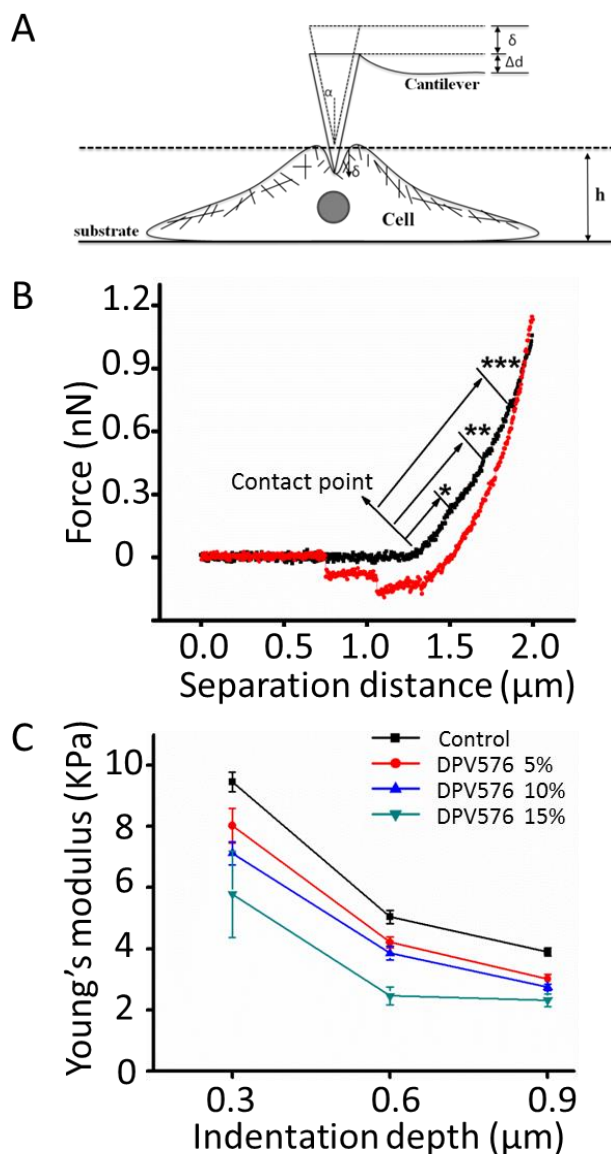 A
δ
Δd
Cantilever
α
δ
h
Cell
substrate
B
1.2
0.9
0.6
0.3
0
Force (nN)
***
**
*
Contact point
0.0 0.5 1.0 1.5 2.0
Separation distance (μm)
C
Control
DPV576 5%
DPV576 10%
DPV576 15%
10
8
6
4
2
0
Young's modulus (KPa)
0.3 0.6 0.9
Indentation depth (μm)